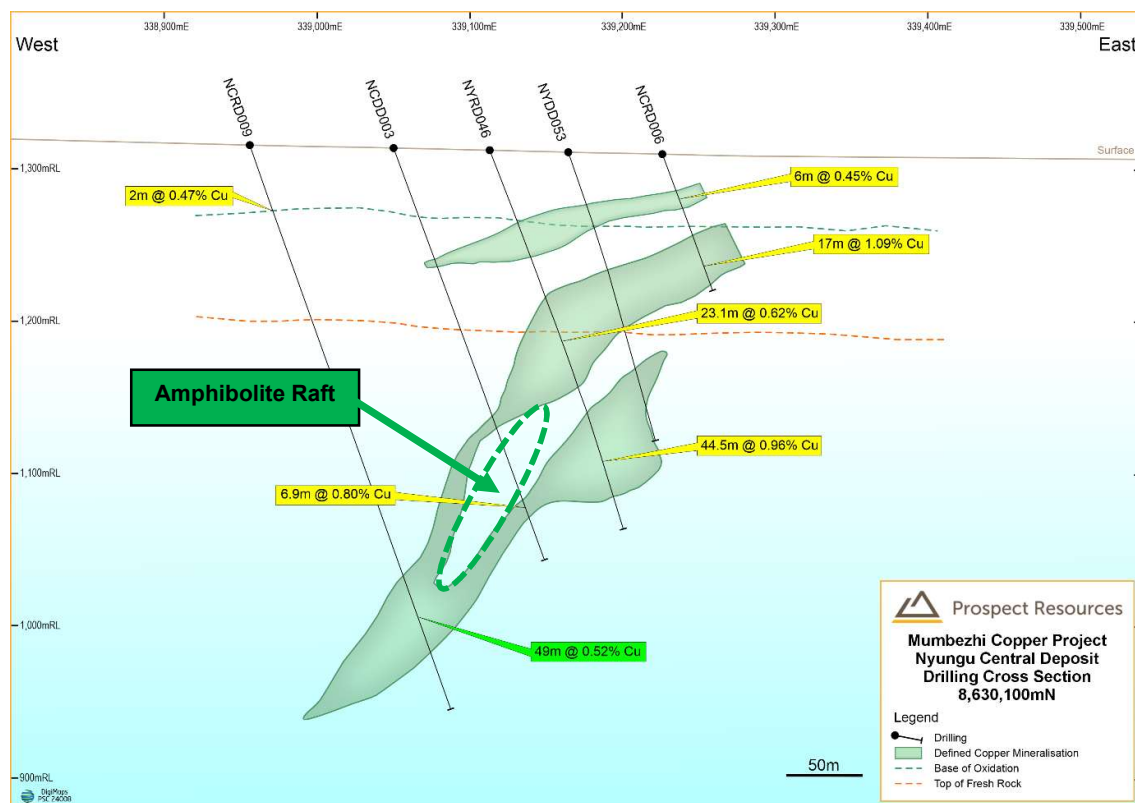 338,900mE
339,000mE
339,100mE
339,200mE
339,300mE
339,400mE
339,500mE
West
East
NCRD009
NCDD003
NYRD046
NYDD053
NCRD006
Surface
1,300mRL
2m @ 0.47% Cu
6m @ 0.45% Cu
17m @ 1.09% Cu
1,200mRL
23.1m @ 0.62% Cu
Amphibolite Raft
44.5m @ 0.96% Cu
1,100mRL
6.9m @ 0.80% Cu
1,000mRL
49m @ 0.52% Cu
900mRL
50m
Prospect Resources
Mumbezhi Copper Project
Nyungu Central Deposit
Drilling Cross Section
8,630,100mN
Legend
Drilling
Defined Copper Mineralisation
Base of Oxidation
Top of Fresh Rock
DigiMaps
PSC 24008